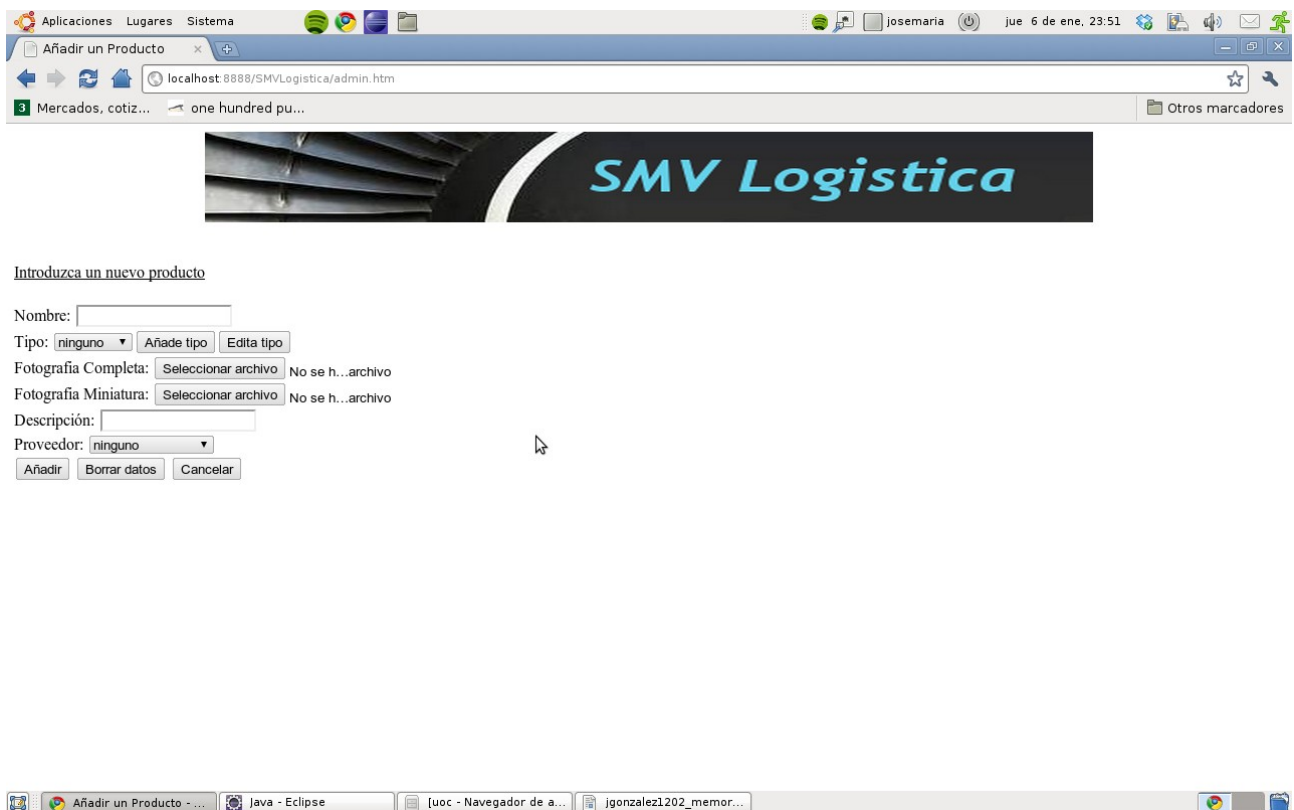 Aplicaciones Lugares Sistema josemaria jue 6 de ene, 23:51
Añadir un Producto
localhost:8888/SMVLogistica/admin.htm
3 Mercados, cotiz... one hundred pu... Otros marcadores
SMV Logistica
Introduzca un nuevo producto
Nombre:
Tipo: ninguno Añade tipo Edita tipo
Fotografia Completa: Seleccionar archivo No se h...archivo
Fotografia Miniatura: Seleccionar archivo No se h...archivo
Descripción:
Proveedor: ninguno
Añadir Borrar datos Cancelar
Añadir un Producto - ... Java - Eclipse [uoc - Navegador de a... jgonzalez1202_memor...